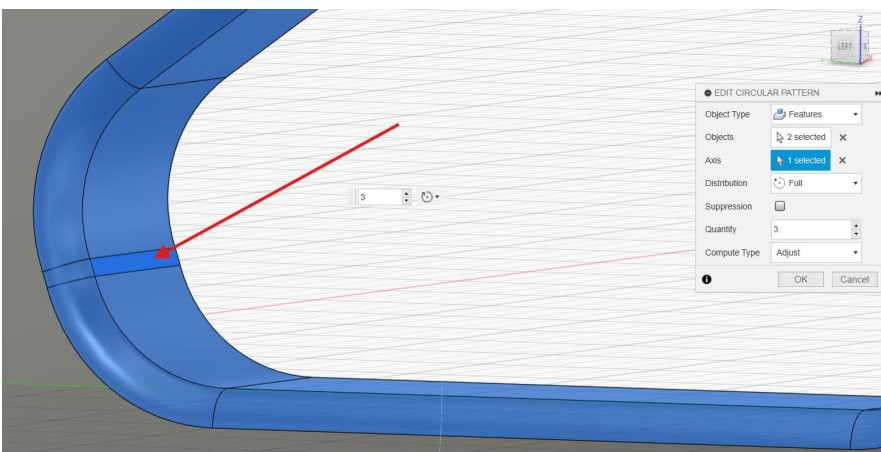 Z
LEFT
X
Y
EDIT CIRCULAR PATTERN
Object Type Features
Objects 2 selected
Axis 1 selected
Distribution Full
Suppression
Quantity 3
Compute Type Adjust
OK Cancel
3